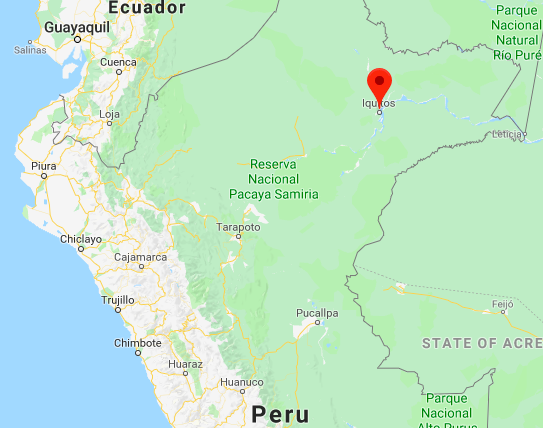 Ecuador
Parque
Nacional
Natural
Río Puré
Guayaquil
Salinas
Cuenca
Iquitos
Loja
Leticia
Piura
Reserva
Nacional
Pacaya Samiria
Tarapoto
Chiclayo
Cajamarca
Trujillo
Feijó
Pucallpa
Chimbote
STATE OF ACRE
Huaraz
Huanuco
Parque
Nacional
Alto Purus
Peru